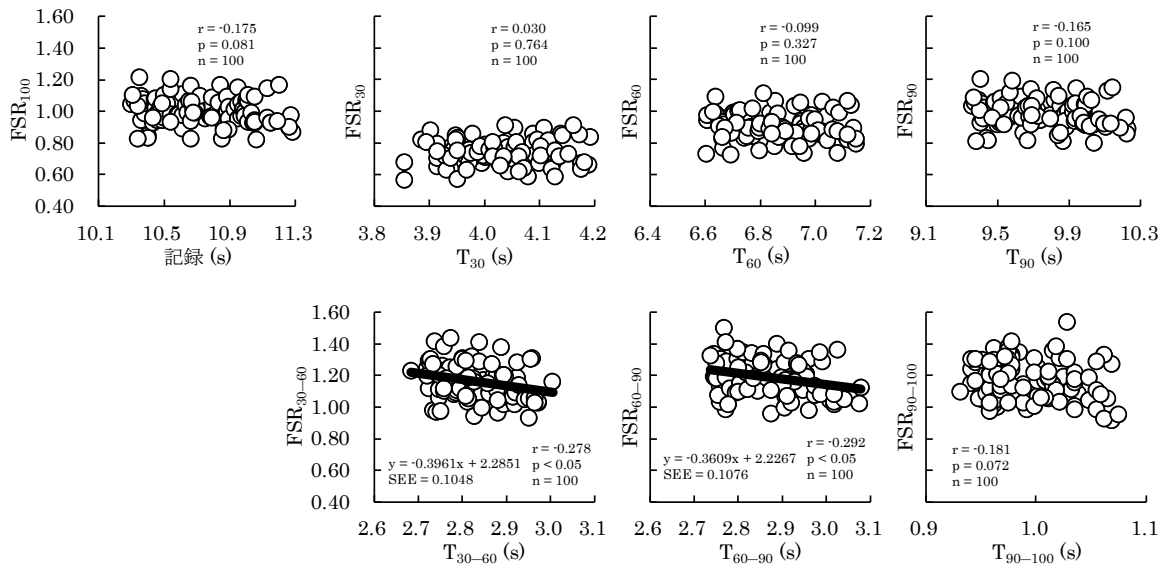 1.60
1.40
1.20
1.00
0.80
0.60
0.40
FSR100
r = -0.175
p = 0.081
n = 100
10.1 10.5 10.9 11.3
記録 (s)
FSR30
r = 0.030
p = 0.764
n = 100
3.8 3.9 4.0 4.1 4.2
T30 (s)
FSR60
r = -0.099
p = 0.327
n = 100
6.4 6.6 6.8 7.0 7.2
T60 (s)
FSR90
r = -0.165
p = 0.100
n = 100
9.1 9.5 9.9 10.3
T90 (s)
1.60
1.40
1.20
1.00
0.80
0.60
0.40
FSR30–60
y = -0.3961x + 2.2851
SEE = 0.1048
r = -0.278
p < 0.05
n = 100
2.6 2.7 2.8 2.9 3.0 3.1
T30–60 (s)
FSR60–90
y = -0.3609x + 2.2267
SEE = 0.1076
r = -0.292
p < 0.05
n = 100
2.6 2.7 2.8 2.9 3.0 3.1
T60–90 (s)
FSR90–100
r = -0.181
p = 0.072
n = 100
0.9 1.0 1.1
T90–100 (s)